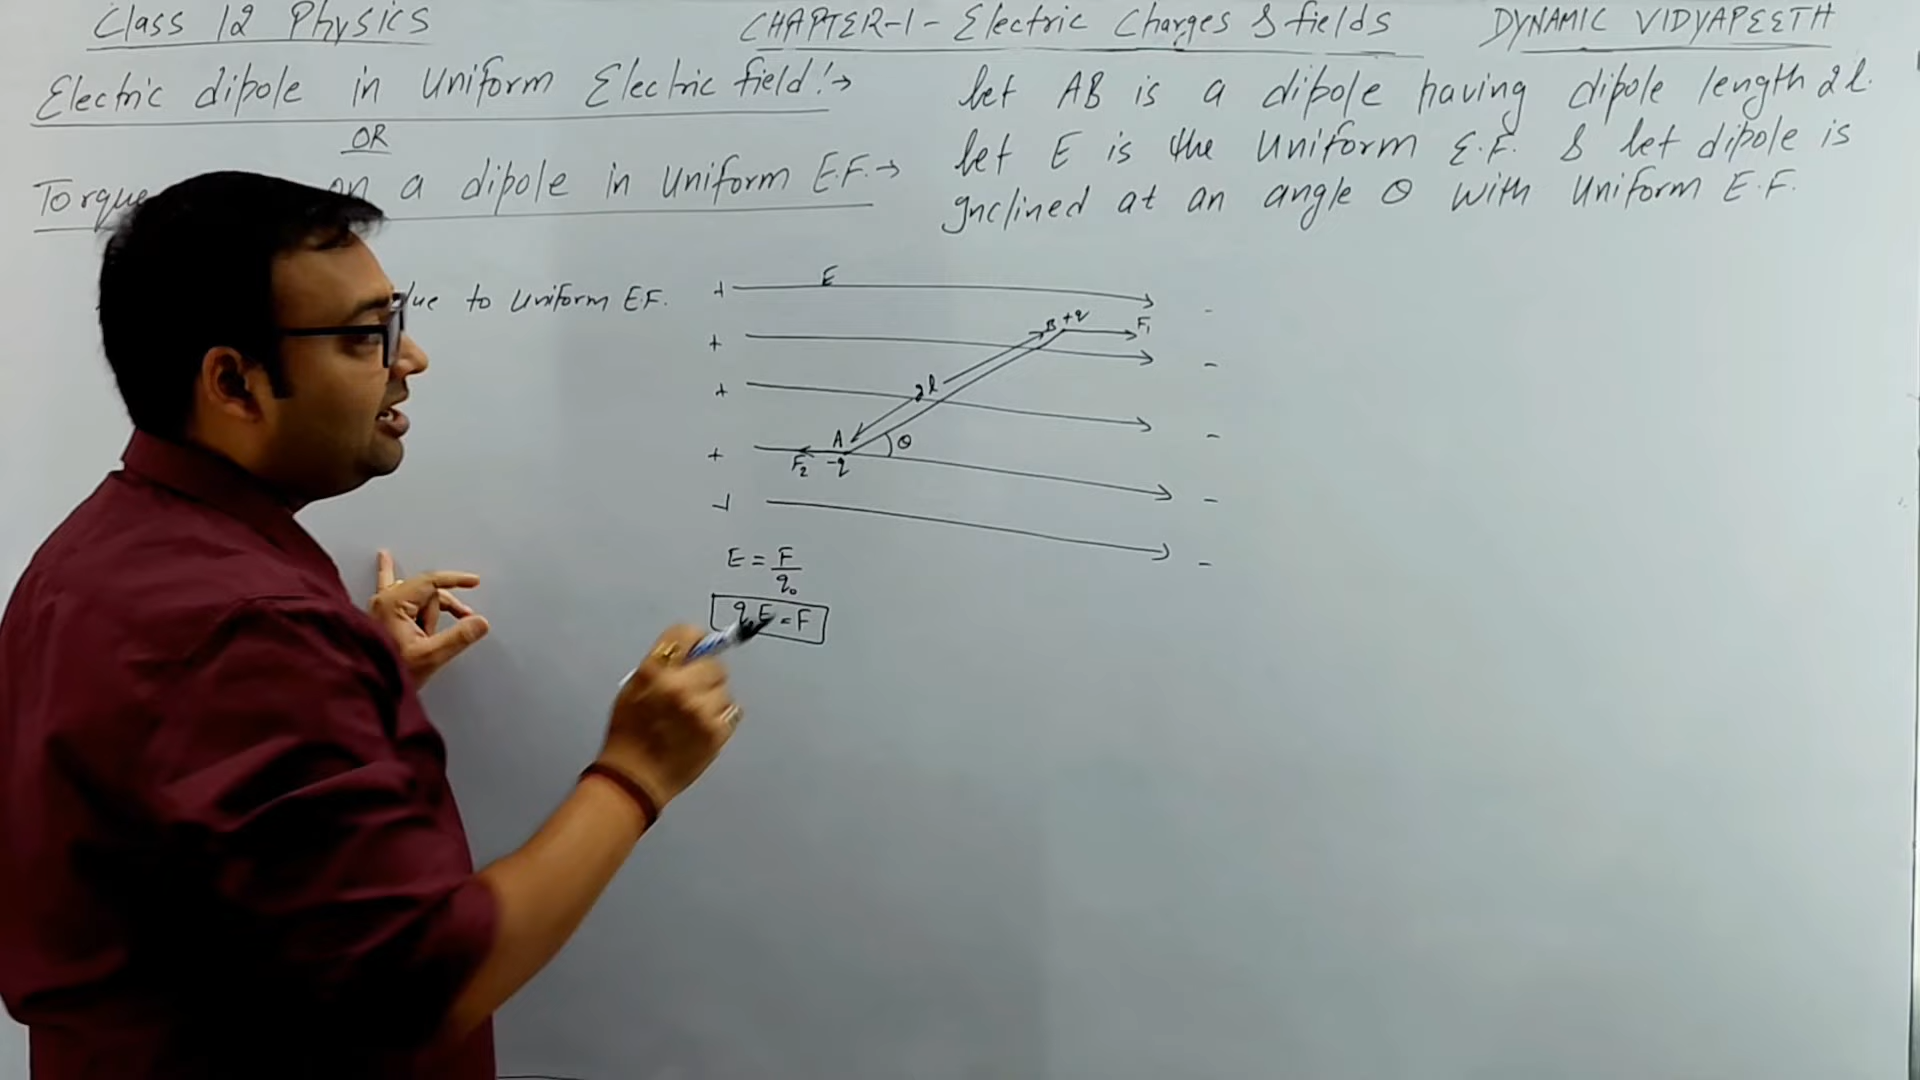 Class 12 Physics
CHAPTER-1 - Electric Charges & fields
DYNAMIC VIDYAPEETH
Electric dipole in Uniform Electric field:→
OR
Torque on a dipole in Uniform E.F.→
let AB is a dipole having dipole length 2l.
let E is the Uniform E.F. & let dipole is
Inclined at an angle θ with Uniform E.F.
due to Uniform E.F.
+ E -
B +q F₁
+ -
+ 2l -
A θ
+ F₂ -q -
+ -
E = F/q₀
q₀E = F